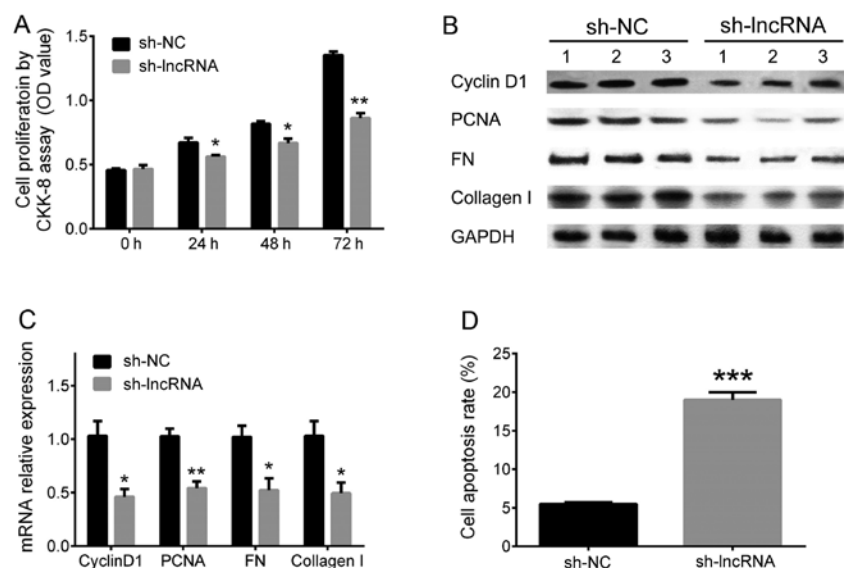 A
Cell proliferatoin by
CKK-8 assay (OD value)
1.5
1.0
0.5
0.0
sh-NC
sh-lncRNA
*
*
**
0 h
24 h
48 h
72 h
B
sh-NC
sh-lncRNA
1 2 3 1 2 3
Cyclin D1
PCNA
FN
Collagen I
GAPDH
C
mRNA relative expression
1.5
1.0
0.5
0.0
sh-NC
sh-lncRNA
*
**
*
*
CyclinD1
PCNA
FN
Collagen I
D
Cell apoptosis rate (%)
25
20
15
10
5
0
***
sh-NC
sh-lncRNA